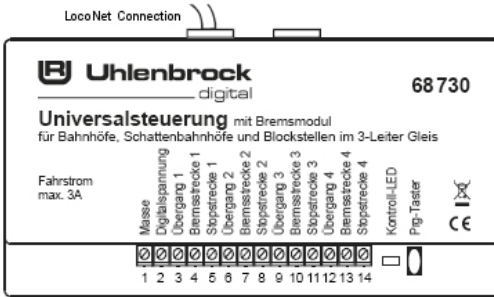 LocoNet Connection
Uhlenbrock
digital
68 730
Universalsteuerung mit Bremsmodul
für Bahnhöfe, Schattenbahnhöfe und Blockstellen im 3-Leiter Gleis
Fahrstrom
max. 3A
Masse
Digitalspannung
Übergang 1
Bremsstrecke 1
Stopstrecke 1
Übergang 2
Bremsstrecke 2
Stopstrecke 2
Übergang 3
Bremsstrecke 3
Stopstrecke 3
Übergang 4
Bremsstrecke 4
Stopstrecke 4
Kontroll-LED
Prg-Taster
CE
1 2 3 4 5 6 7 8 9 10 11 12 13 14